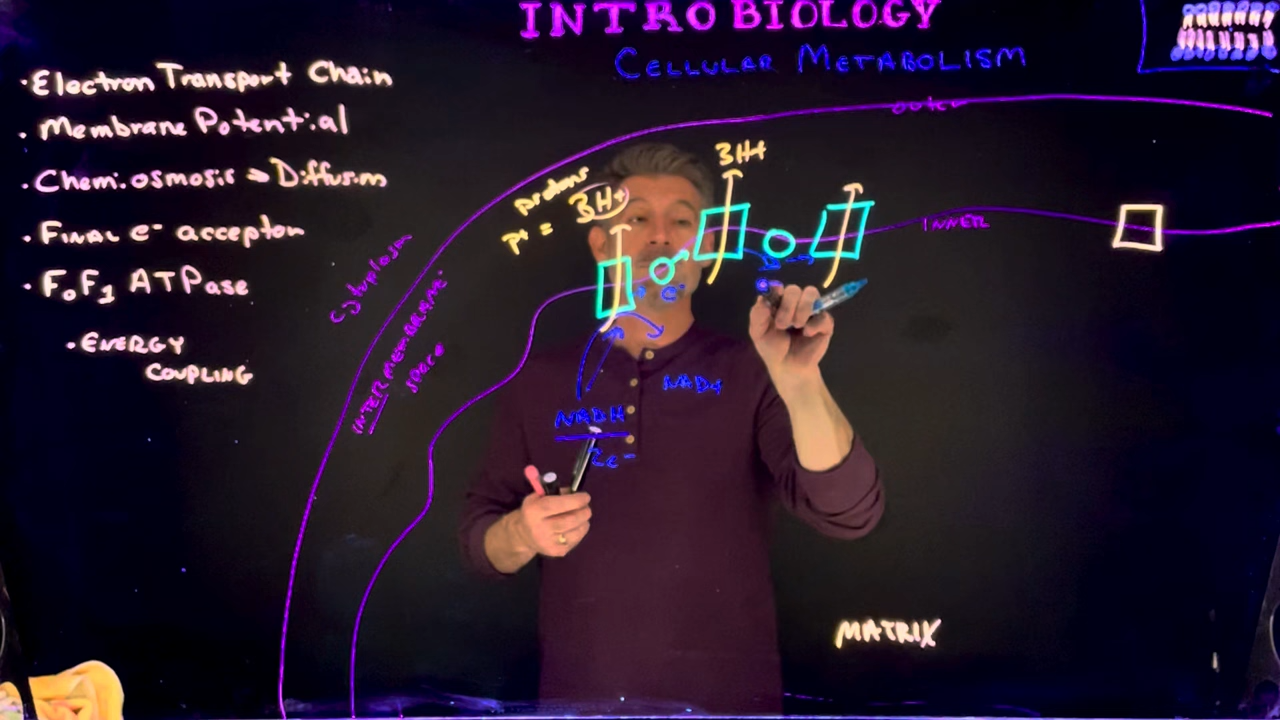 INTRO BIOLOGY
CELLULAR METABOLISM
• Electron Transport Chain
• Membrane Potential
• Chemiosmosis → Diffusion
• FINAL e- acceptor
• FoF1 ATPase
• ENERGY
COUPLING
outer
INNER
cytoplasm
INTERMEMBRANE
space
protons
p+ =
3H+
3H+
e-
NADH
2e-
NAD+
MATRIX